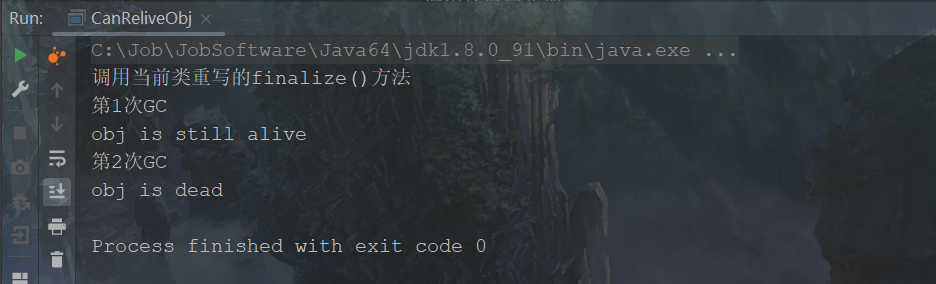 Run: CanReliveObj ×
C:\Job\JobSoftware\Java64\jdk1.8.0_91\bin\java.exe ...
调用当前类重写的finalize()方法
第1次GC
obj is still alive
第2次GC
obj is dead
Process finished with exit code 0